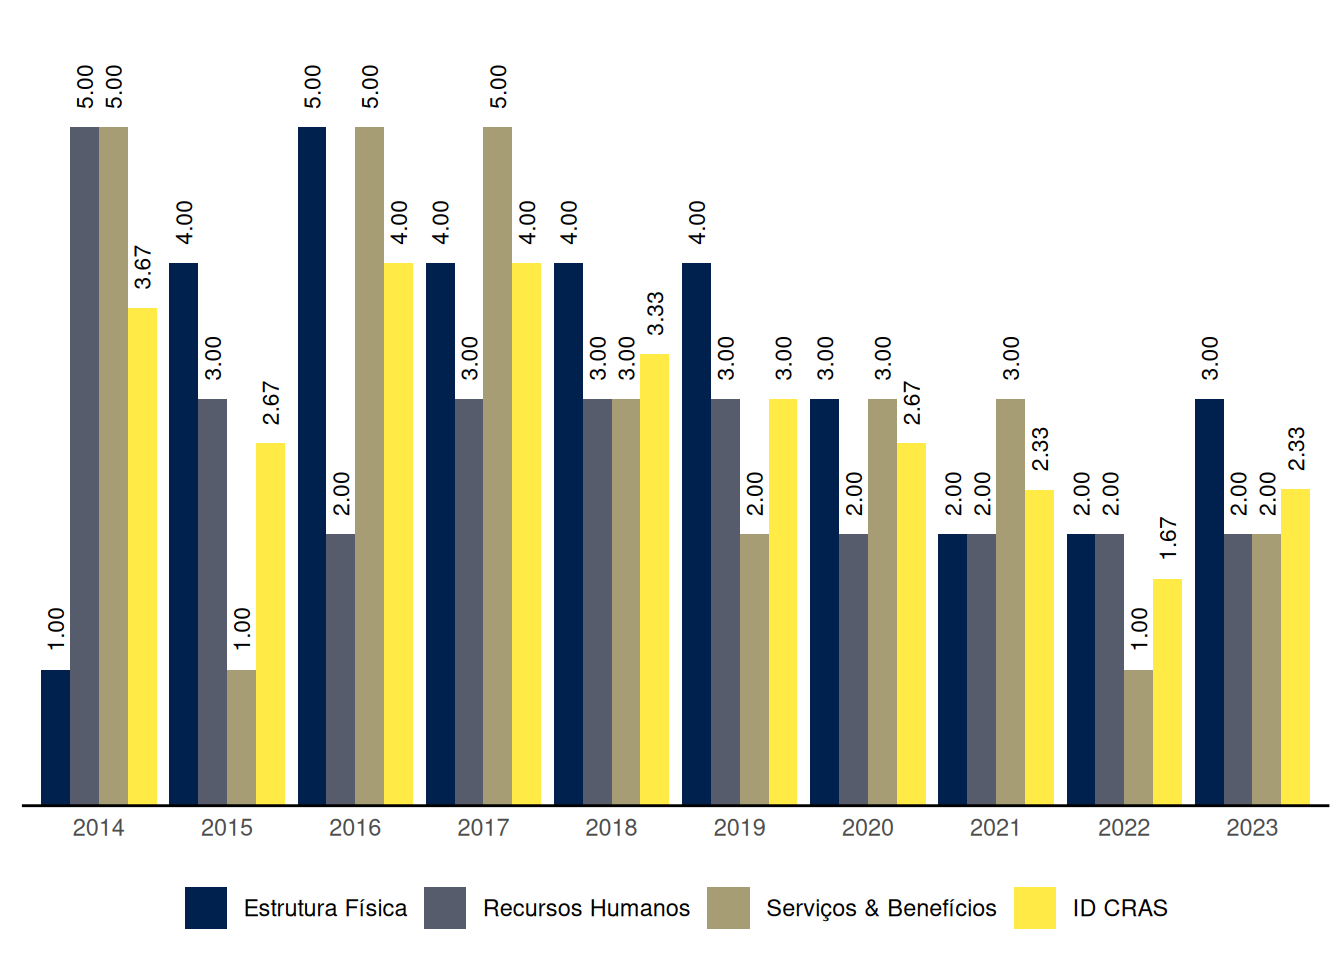 5.00 5.00 5.00 5.00 5.00
4.00 4.00 4.00 4.00 4.00 4.00
3.67
3.33
3.00 3.00 3.00 3.00 3.00 3.00 3.00 3.00 3.00 3.00
2.67 2.67
2.33 2.33
2.00 2.00 2.00 2.00 2.00 2.00 2.00 2.00 2.00
1.67
1.00 1.00 1.00
2014 2015 2016 2017 2018 2019 2020 2021 2022 2023
Estrutura Física Recursos Humanos Serviços & Benefícios ID CRAS